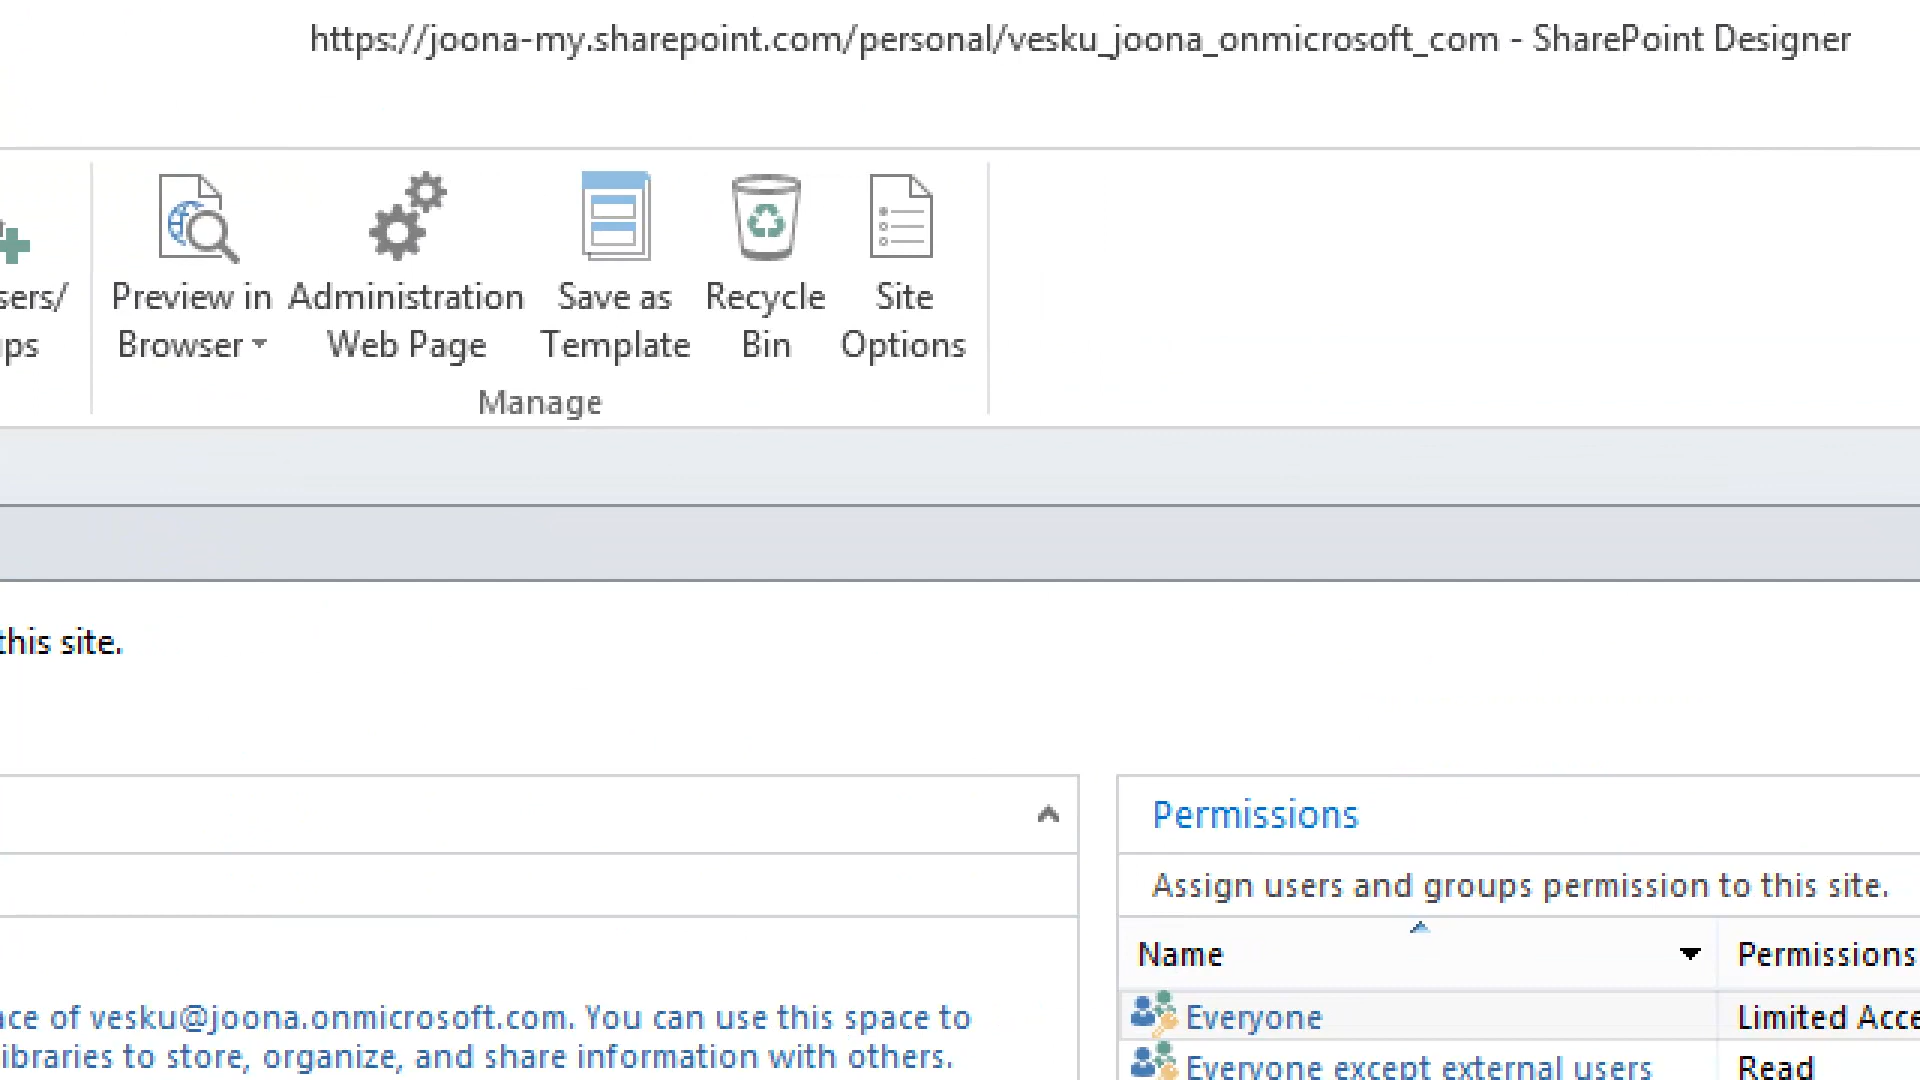 https://joona-my.sharepoint.com/personal/vesku_joona_onmicrosoft_com - SharePoint Designer
sers/
ps
Preview in
Browser
Administration
Web Page
Save as
Template
Recycle
Bin
Site
Options
Manage
this site.
Permissions
Assign users and groups permission to this site.
Name Permissions
ace of vesku@joona.onmicrosoft.com. You can use this space to
ibraries to store, organize, and share information with others.
Everyone Limited Acce
Everyone except external users Read